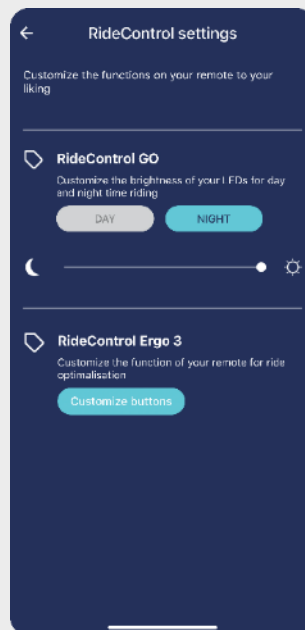 RideControl settings
Customize the functions on your remote to your
liking
RideControl GO
Customize the brightness of your LEDs for day
and night time riding
DAY
NIGHT
RideControl Ergo 3
Customize the function of your remote for ride
optimalisation
Customize buttons